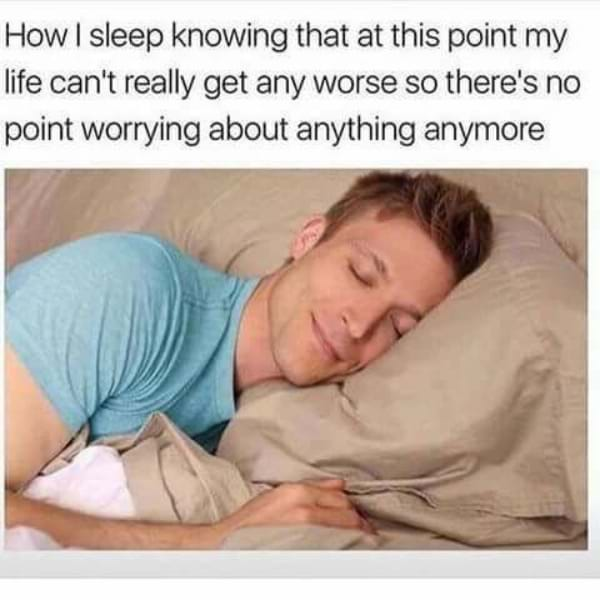 How I sleep knowing that at this point my
life can't really get any worse so there's no
point worrying about anything anymore